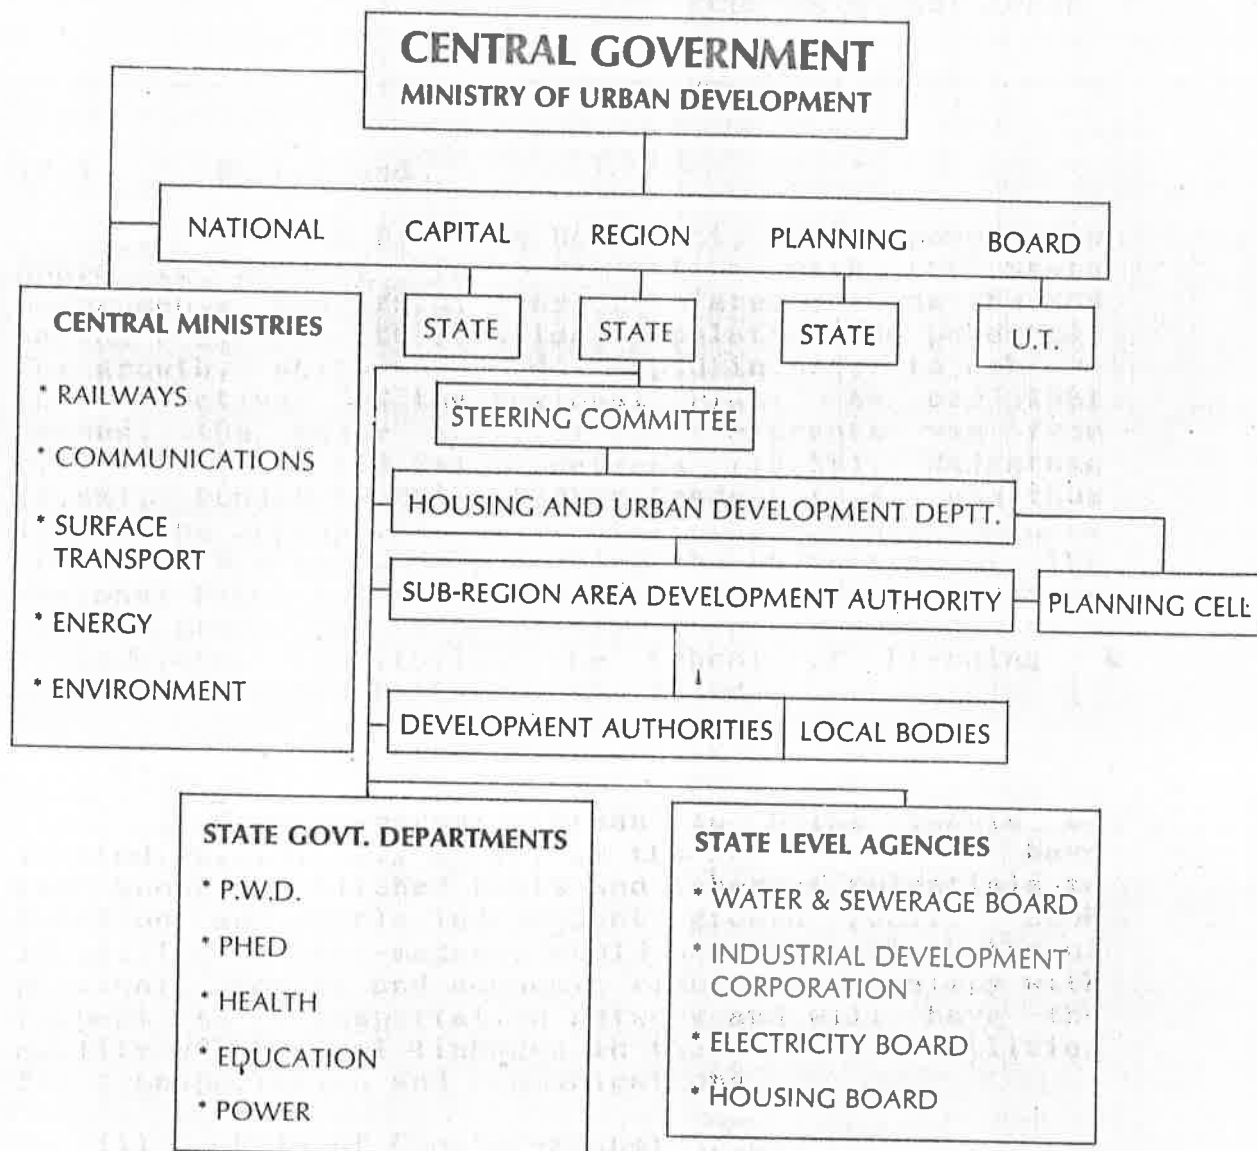 CENTRAL GOVERNMENT
MINISTRY OF URBAN DEVELOPMENT
NATIONAL CAPITAL REGION PLANNING BOARD
CENTRAL MINISTRIES
* RAILWAYS
* COMMUNICATIONS
* SURFACE
TRANSPORT
* ENERGY
* ENVIRONMENT
STATE STATE STATE U.T.
STEERING COMMITTEE
HOUSING AND URBAN DEVELOPMENT DEPTT.
SUB-REGION AREA DEVELOPMENT AUTHORITY PLANNING CELL
DEVELOPMENT AUTHORITIES LOCAL BODIES
STATE GOVT. DEPARTMENTS
* P.W.D.
* PHED
* HEALTH
* EDUCATION
* POWER
STATE LEVEL AGENCIES
* WATER & SEWERAGE BOARD
* INDUSTRIAL DEVELOPMENT
CORPORATION
* ELECTRICITY BOARD
* HOUSING BOARD